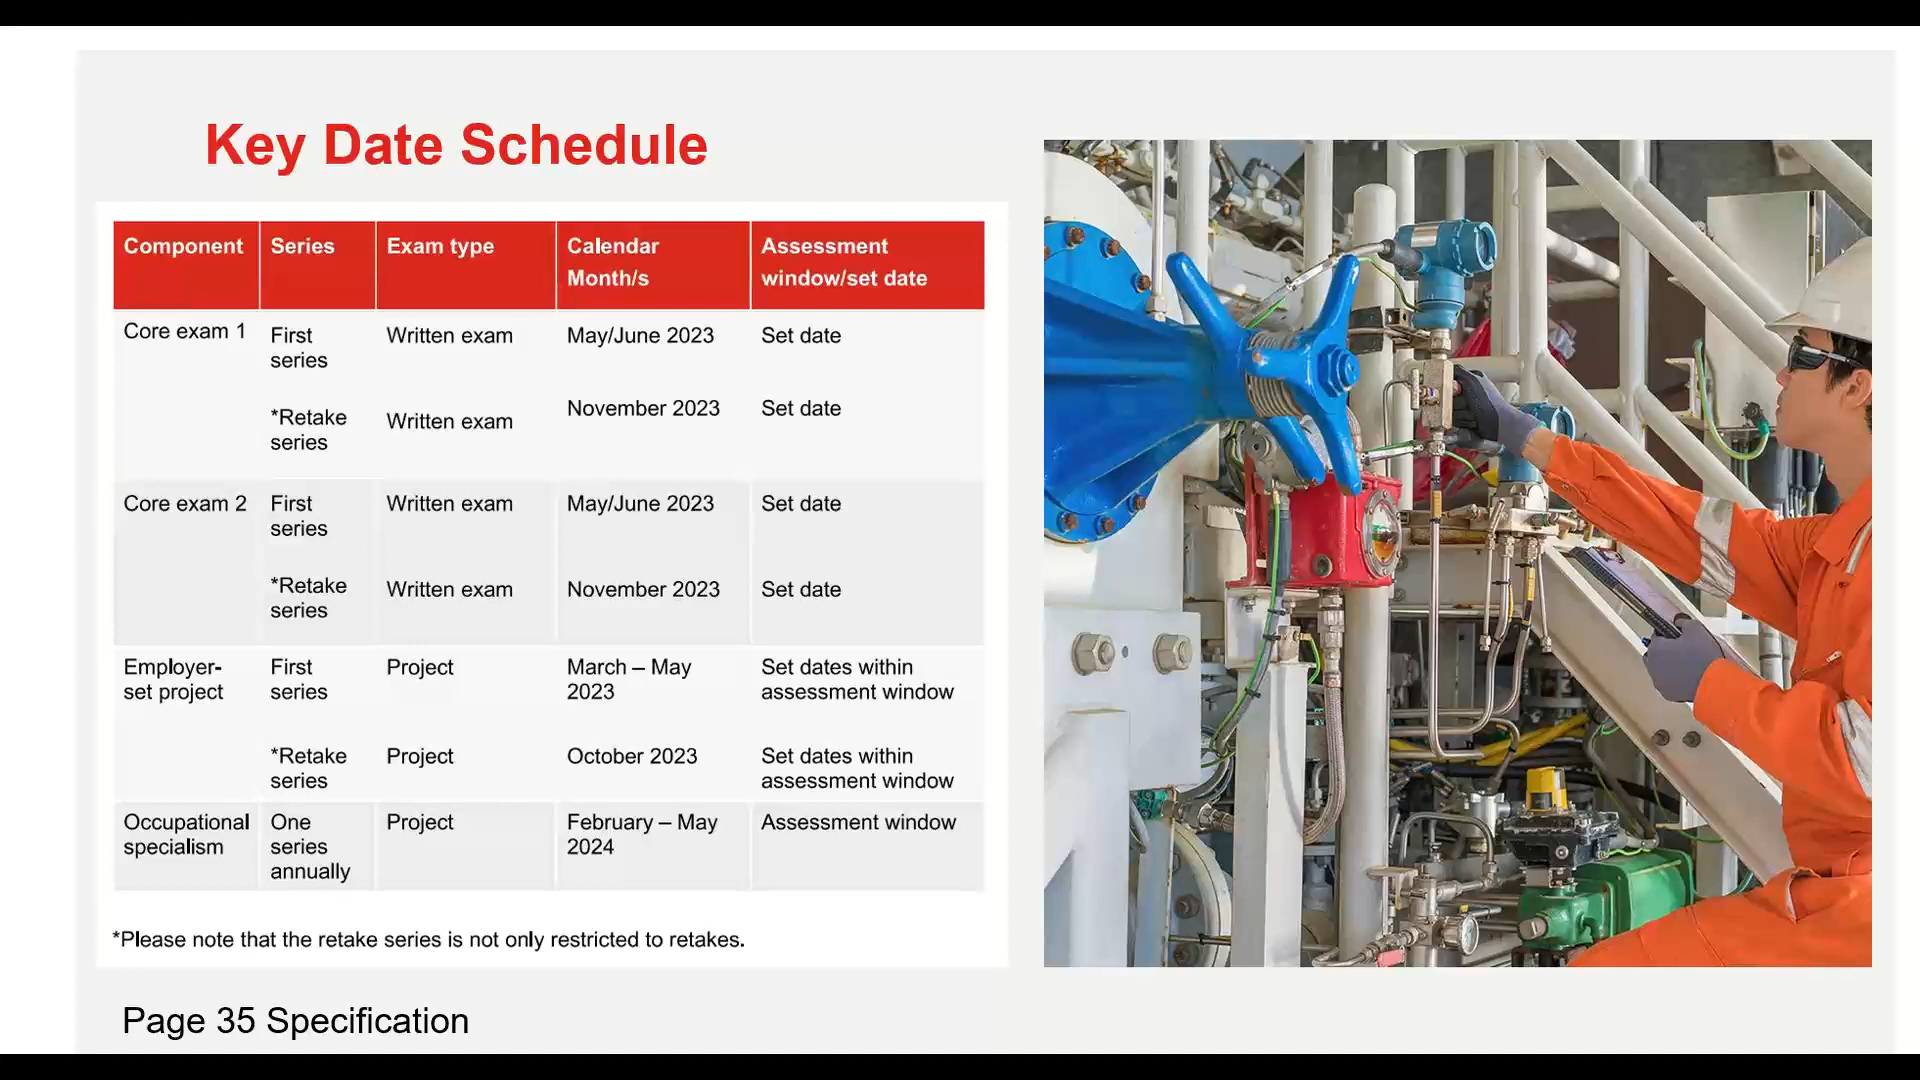 Key Date Schedule
Component Series Exam type Calendar Month/s Assessment window/set date
Core exam 1 First series Written exam May/June 2023 Set date
*Retake series Written exam November 2023 Set date
Core exam 2 First series Written exam May/June 2023 Set date
*Retake series Written exam November 2023 Set date
Employer-set project First series Project March – May 2023 Set dates within assessment window
*Retake series Project October 2023 Set dates within assessment window
Occupational specialism One series annually Project February – May 2024 Assessment window
*Please note that the retake series is not only restricted to retakes.
Page 35 Specification